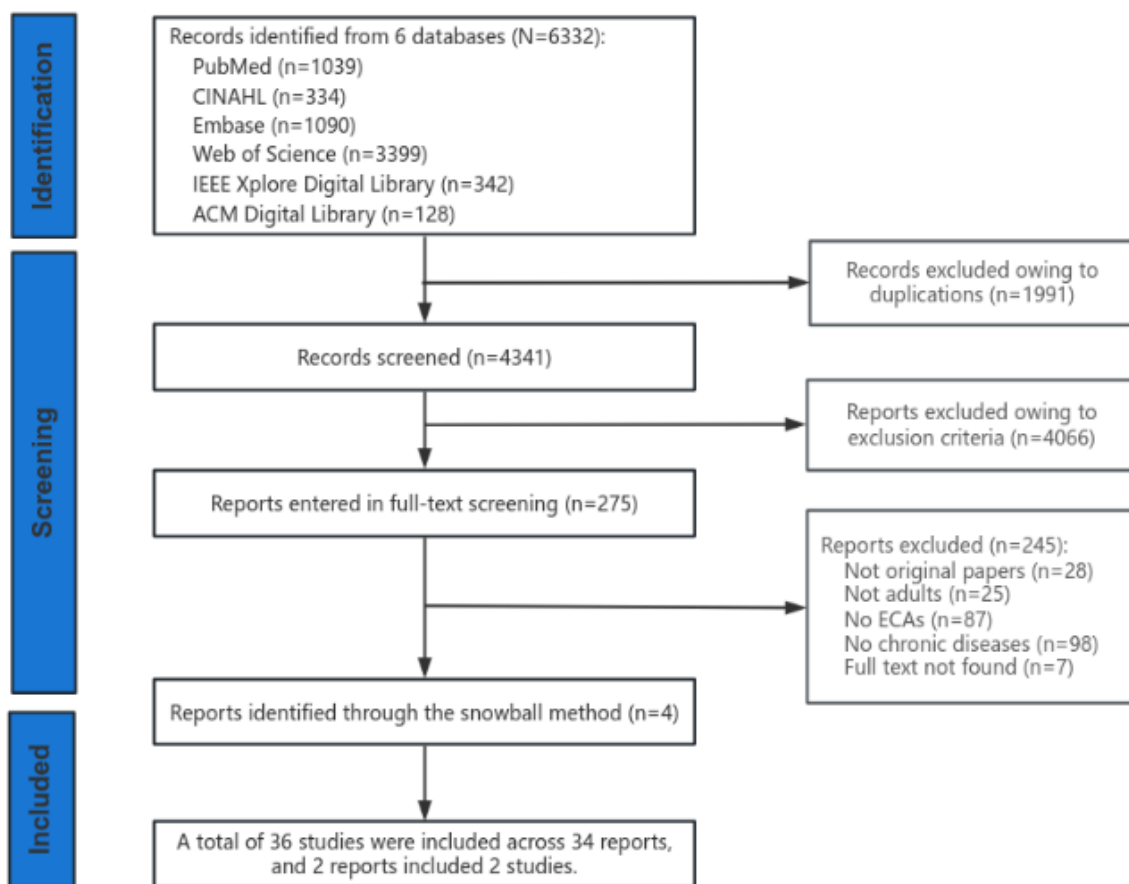 Identification
Records identified from 6 databases (N=6332):
PubMed (n=1039)
CINAHL (n=334)
Embase (n=1090)
Web of Science (n=3399)
IEEE Xplore Digital Library (n=342)
ACM Digital Library (n=128)
Records excluded owing to
duplications (n=1991)
Screening
Records screened (n=4341)
Reports excluded owing to
exclusion criteria (n=4066)
Reports entered in full-text screening (n=275)
Reports excluded (n=245):
Not original papers (n=28)
Not adults (n=25)
No ECAs (n=87)
No chronic diseases (n=98)
Full text not found (n=7)
Reports identified through the snowball method (n=4)
Included
A total of 36 studies were included across 34 reports,
and 2 reports included 2 studies.